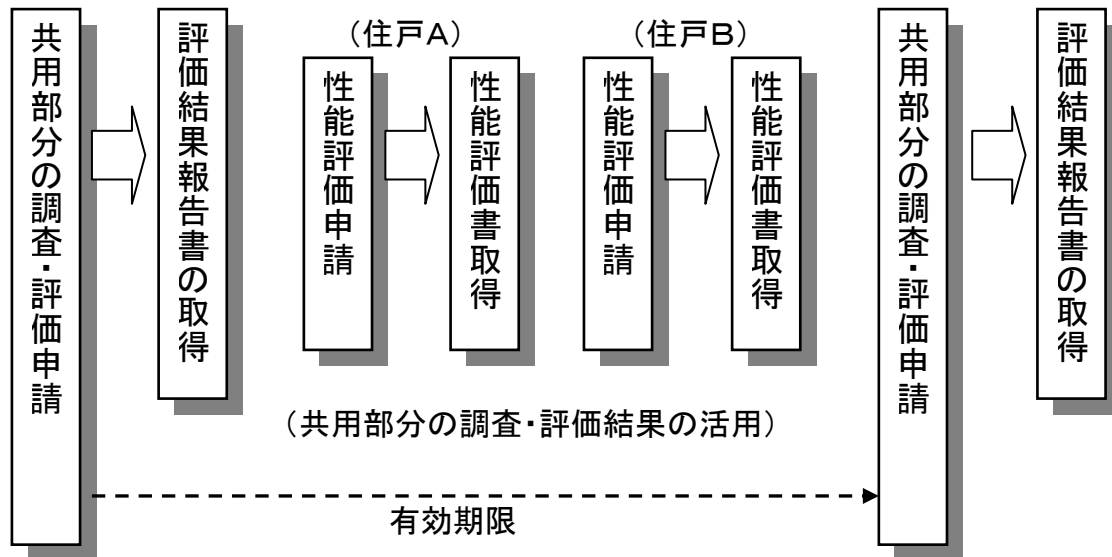 共用部分の調査・評価申請
評価結果報告書の取得
（住戸A）
性能評価申請
性能評価書取得
（住戸B）
性能評価申請
性能評価書取得
共用部分の調査・評価申請
評価結果報告書の取得
（共用部分の調査・評価結果の活用）
有効期限